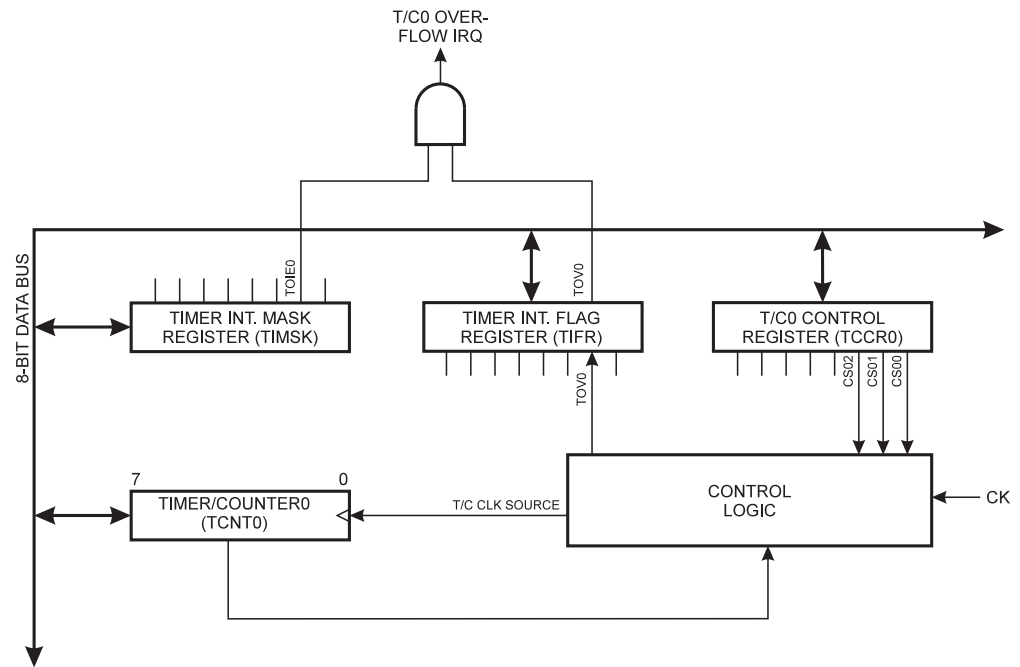 T/C0 OVER-
FLOW IRQ
8-BIT DATA BUS
TOIE0
TOV0
TIMER INT. MASK
REGISTER (TIMSK)
TIMER INT. FLAG
REGISTER (TIFR)
T/C0 CONTROL
REGISTER (TCCR0)
TOV0
CS02
CS01
CS00
7
0
TIMER/COUNTER0
(TCNT0)
T/C CLK SOURCE
CONTROL
LOGIC
CK